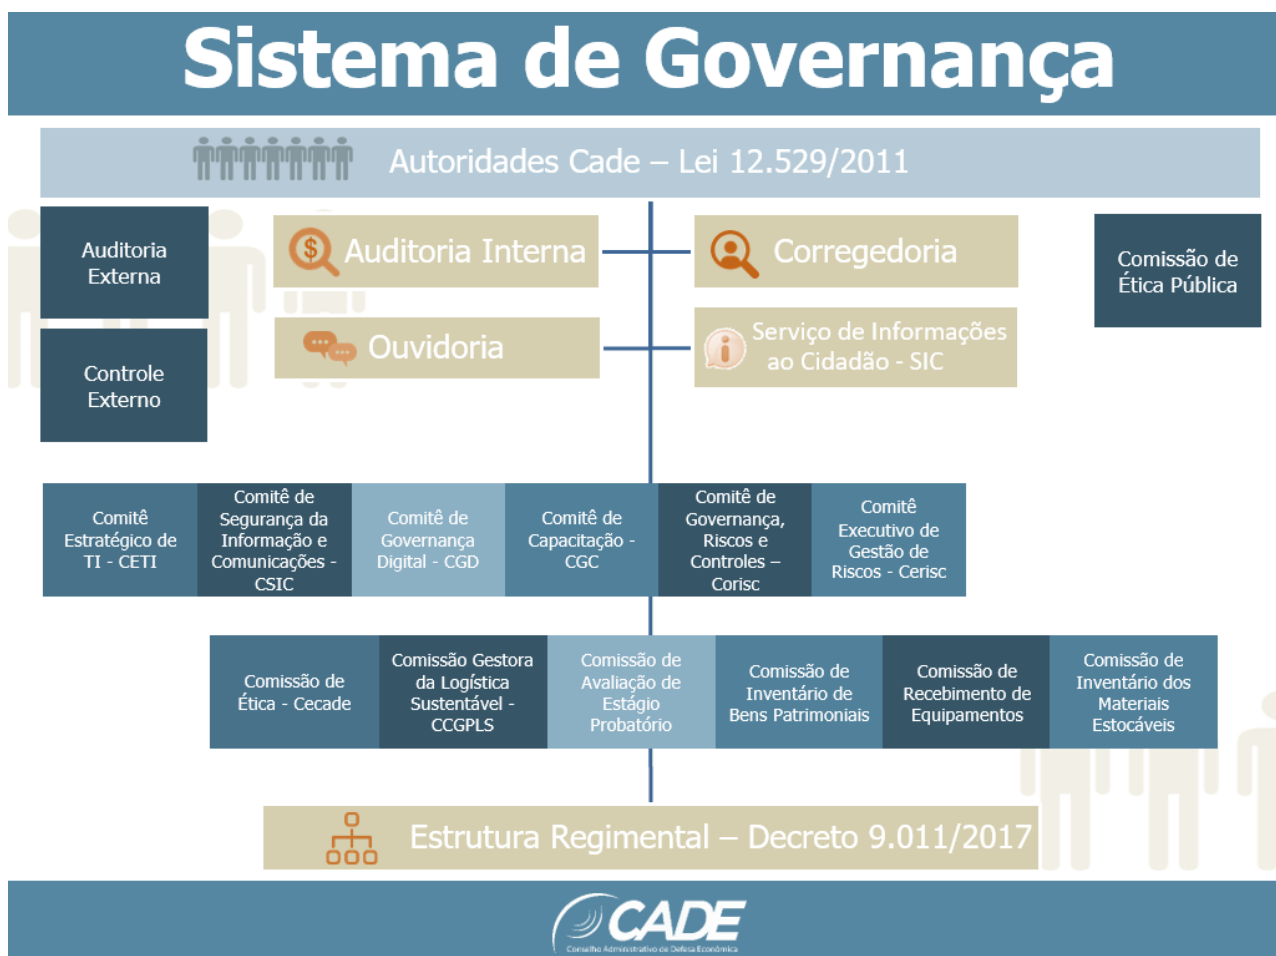 Sistema de Governança
Autoridades Cade – Lei 12.529/2011
Auditoria
Externa
Auditoria Interna
Corregedoria
Comissão de
Ética Pública
Controle
Externo
Ouvidoria
Serviço de Informações
ao Cidadão - SIC
Comitê
Estratégico de
TI - CETI
Comitê de
Segurança da
Informação e
Comunicações -
CSIC
Comitê de
Governança
Digital - CGD
Comitê de
Capacitação -
CGC
Comitê de
Governança,
Riscos e
Controles –
Corisc
Comitê
Executivo de
Gestão de
Riscos - Cerisc
Comissão de
Ética - Cecade
Comissão Gestora
da Logística
Sustentável -
CCGPLS
Comissão de
Avaliação de
Estágio
Probatório
Comissão de
Inventário de
Bens Patrimoniais
Comissão de
Recebimento de
Equipamentos
Comissão de
Inventário dos
Materiais
Estocáveis
Estrutura Regimental – Decreto 9.011/2017
CADE
Conselho Administrativo de Defesa Econômica